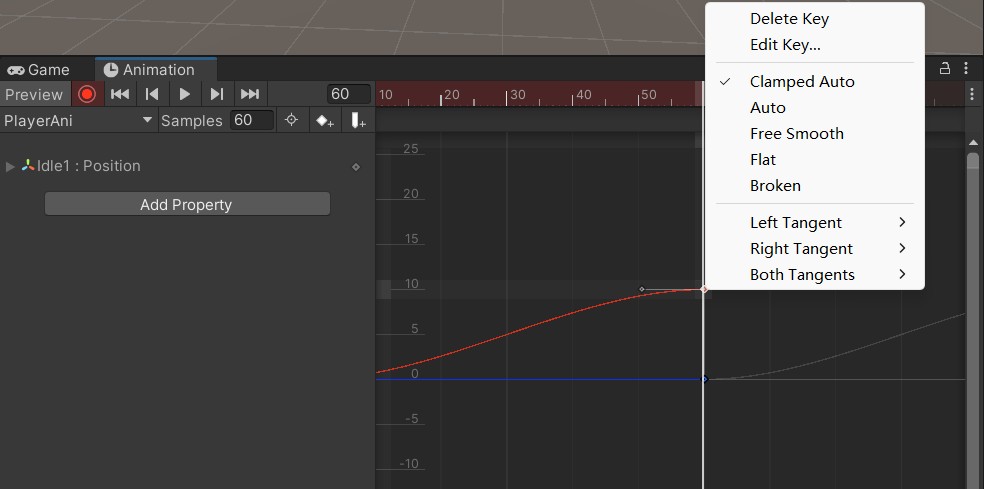 Delete Key
Edit Key...
Game
Animation
Clamped Auto
Preview
60
10
20
30
40
50
Auto
PlayerAni
Samples
60
Free Smooth
25
Flat
Idle1 : Position
Broken
20
Add Property
Left Tangent
15
Right Tangent
Both Tangents
10
5
0
-5
-10